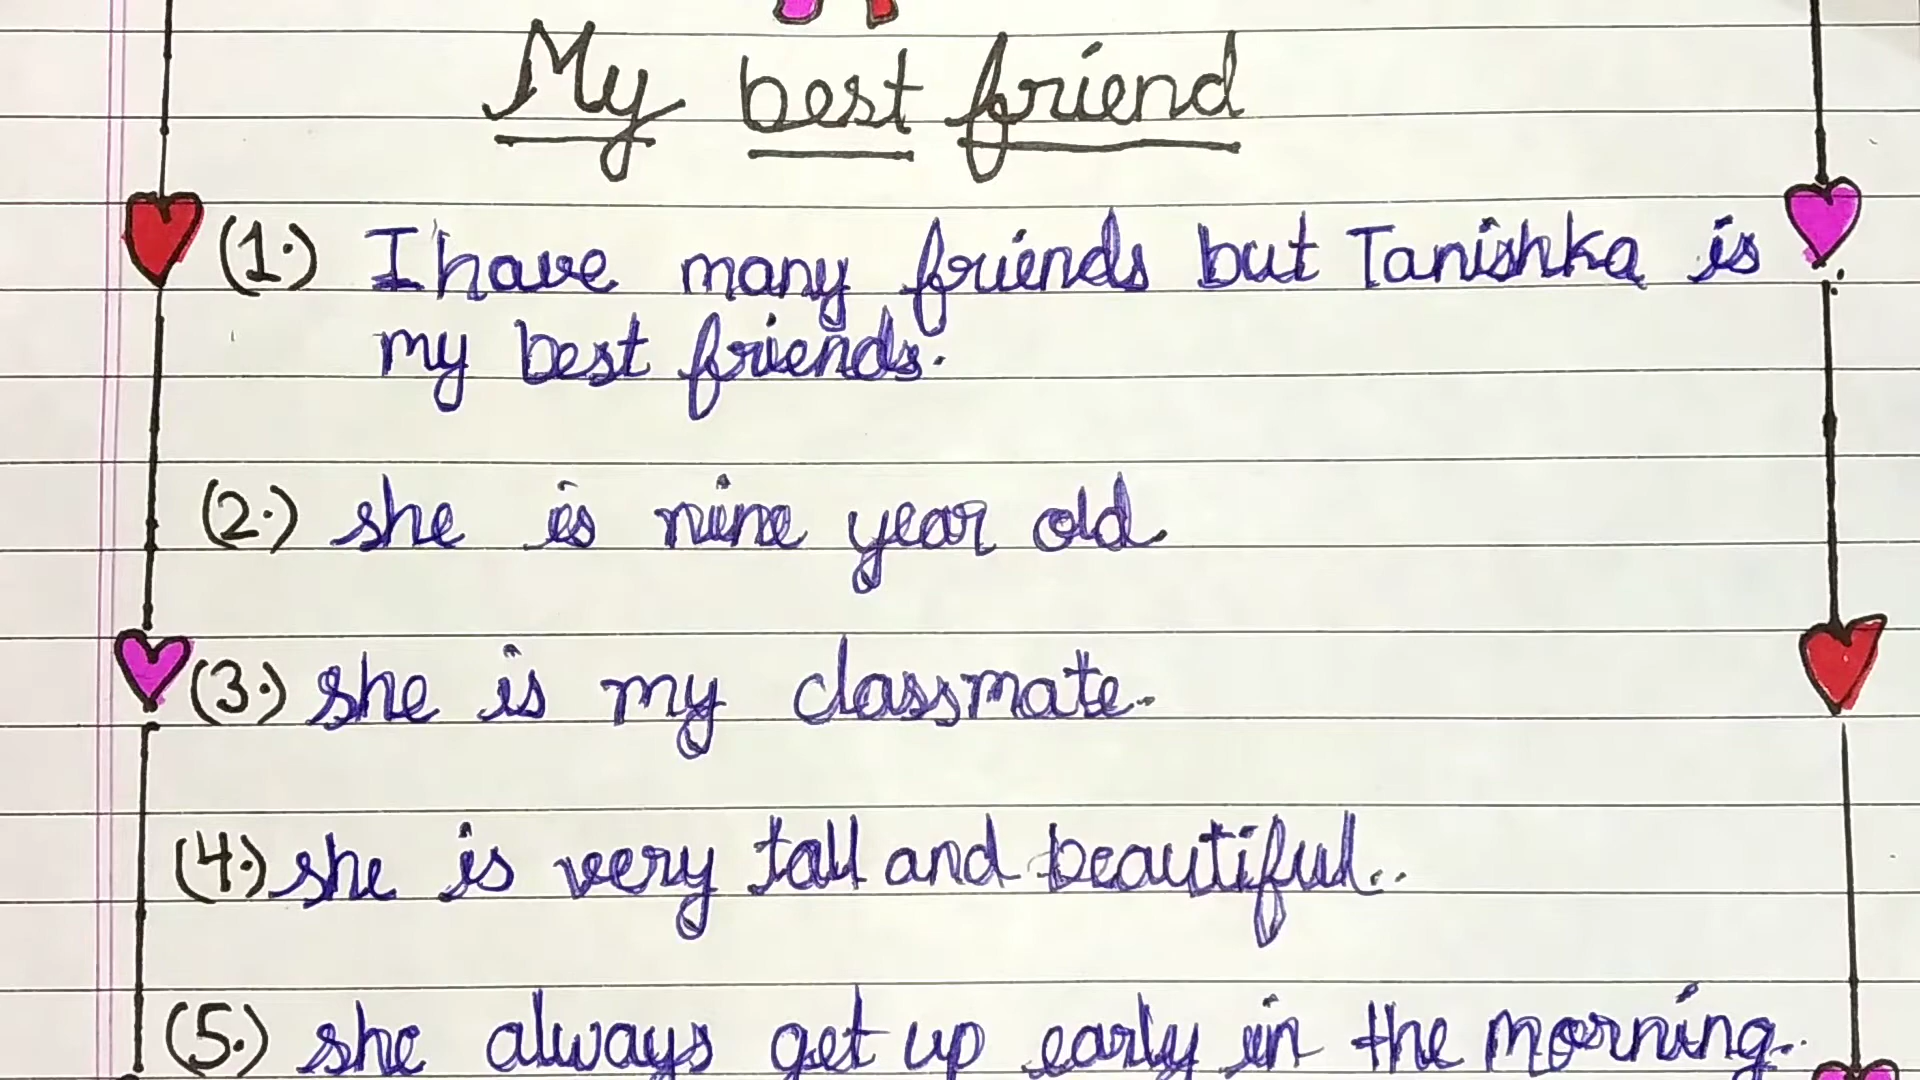 My best friend
(1.) I have many friends but Tanishka is
my best friends.
(2.) she is nine year old.
(3.) she is my classmate.
(4.) she is very tall and beautiful..
(5.) she always get up early in the morning..